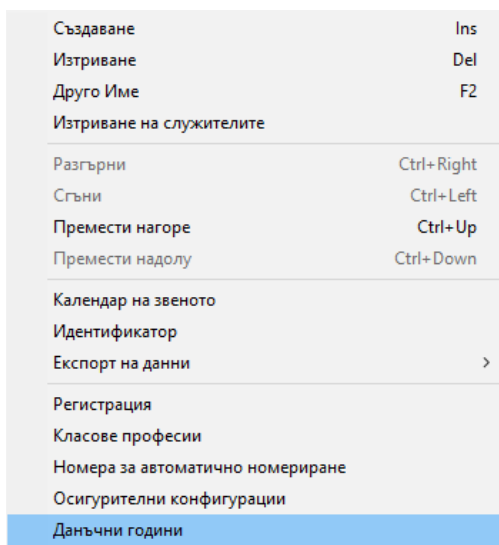 Създаване Ins
Изтриване Del
Друго Име F2
Изтриване на служителите
Разгърни Ctrl+Right
Сгъни Ctrl+Left
Премести нагоре Ctrl+Up
Премести надолу Ctrl+Down
Календар на звеното
Идентификатор
Експорт на данни >
Регистрация
Класове професии
Номера за автоматично номериране
Осигурителни конфигурации
Данъчни години